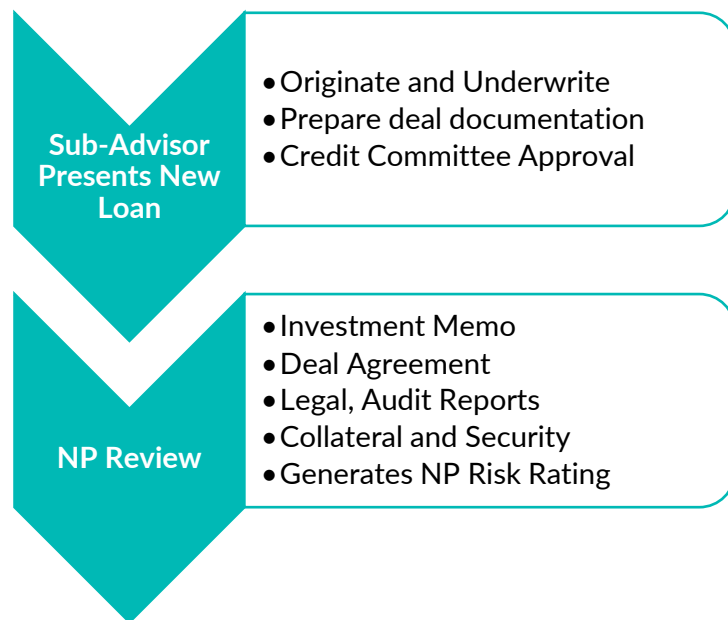 Sub-Advisor
Presents New
Loan
•Originate and Underwrite
•Prepare deal documentation
•Credit Committee Approval
NP Review
•Investment Memo
•Deal Agreement
•Legal, Audit Reports
•Collateral and Security
•Generates NP Risk Rating